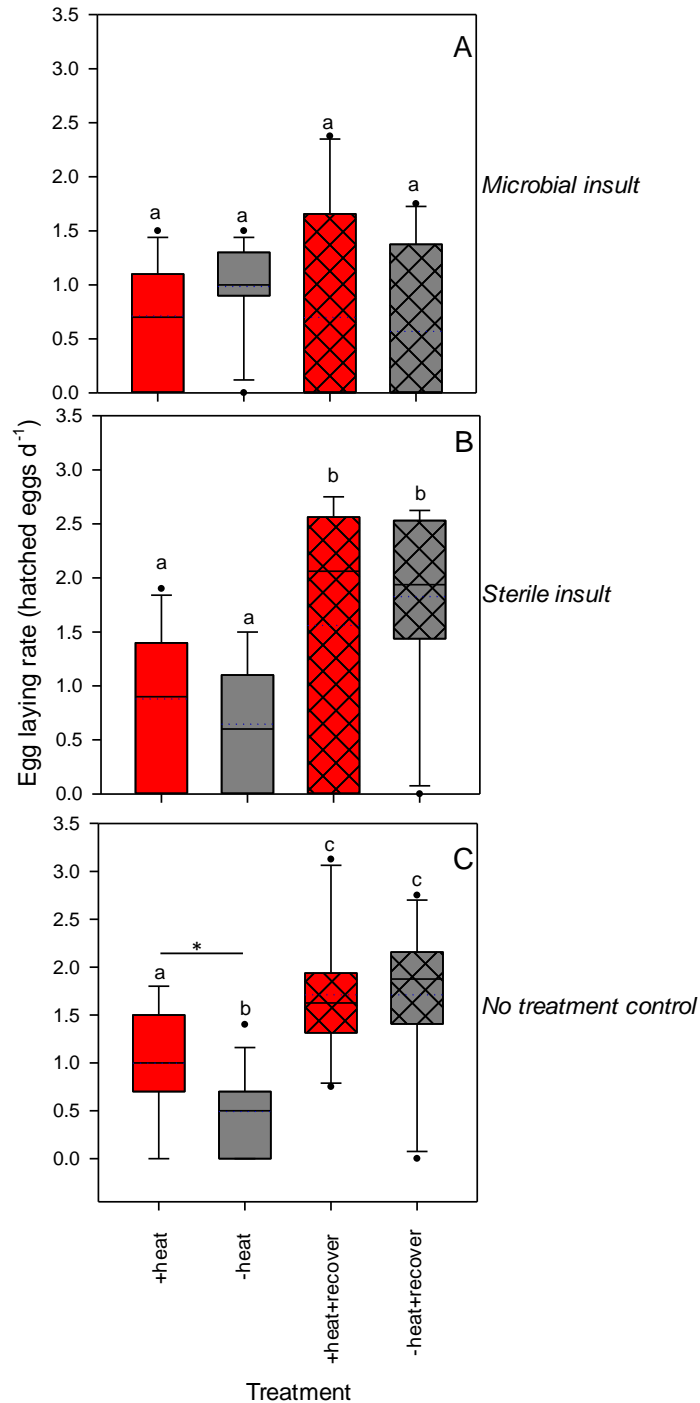 3.5
A
3.0
2.5
a
2.0
Microbial insult
a
a
a
1.5
1.0
0.5
0.0
3.5
B
3.0
b
b
2.5
a
2.0
Sterile insult
a
1.5
1.0
0.5
0.0
Egg laying rate (hatched eggs d-1)
3.5
C
c
3.0
c
2.5
*
2.0
a
No treatment control
b
1.5
1.0
0.5
0.0
+heat
-heat
+heat+recover
-heat+recover
Treatment